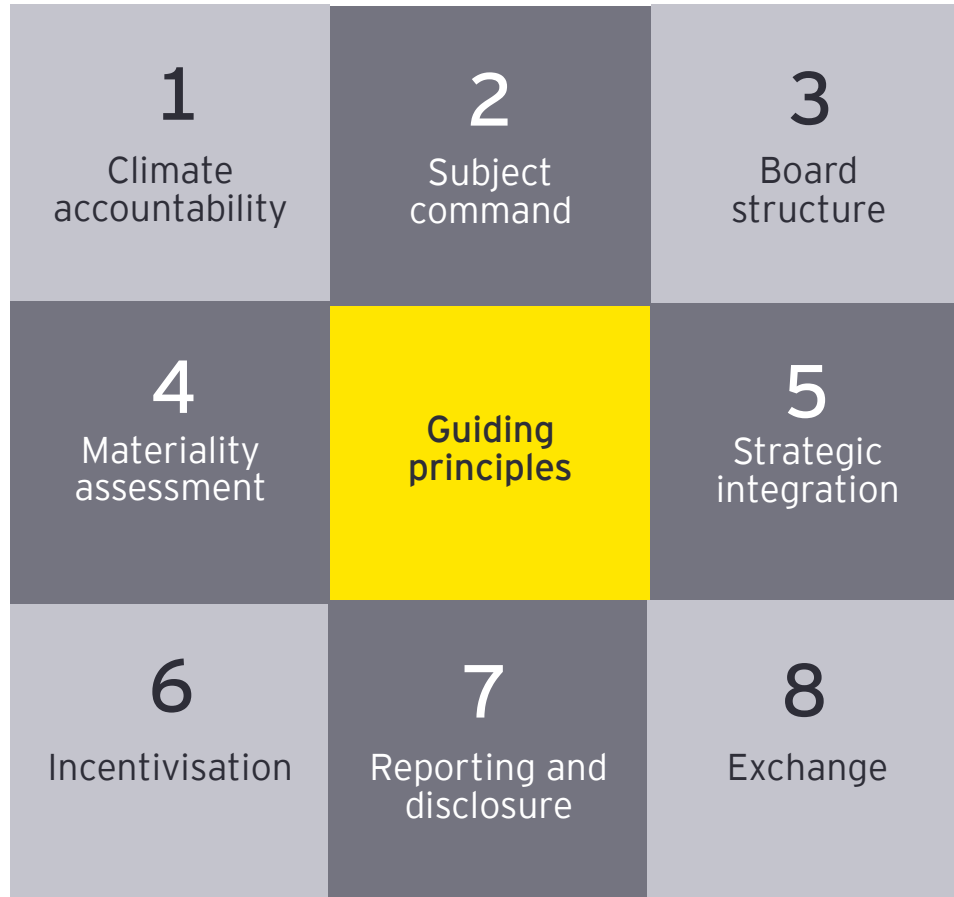 1
Climate
accountability
2
Subject
command
3
Board
structure
4
Materiality
assessment
Guiding
principles
5
Strategic
integration
6
Incentivisation
7
Reporting and
disclosure
8
Exchange